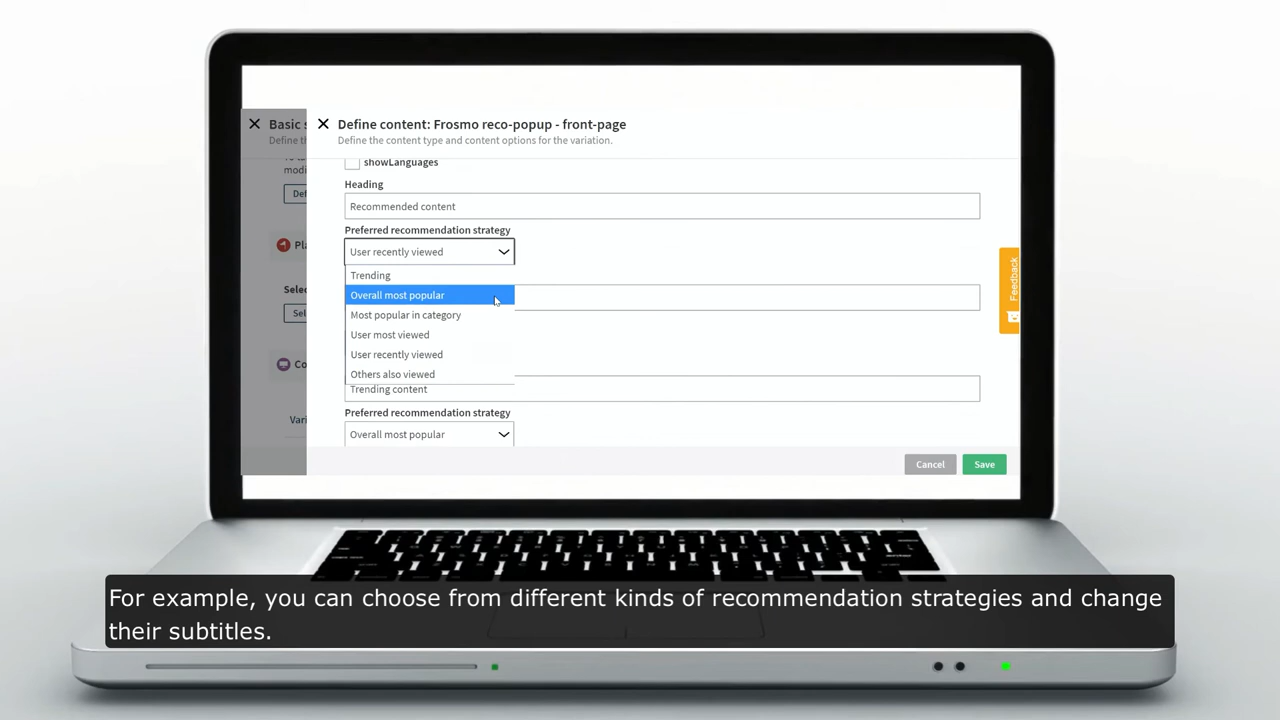 Basic s
Define th
Define content: Frosmo reco-popup - front-page
Define the content type and content options for the variation.
modi
Def
Pla
Selec
Sel
Co
Vari
showLanguages
Heading
Recommended content
Preferred recommendation strategy
User recently viewed
Trending
Overall most popular
Most popular in category
User most viewed
User recently viewed
Others also viewed
Trending content
Preferred recommendation strategy
Overall most popular
Feedback
Cancel
Save
For example, you can choose from different kinds of recommendation strategies and change
their subtitles.